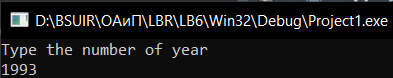 D:\BSUIR\ОАиП\LBR\LB6\Win32\Debug\Project1.exe
Type the number of year
1993